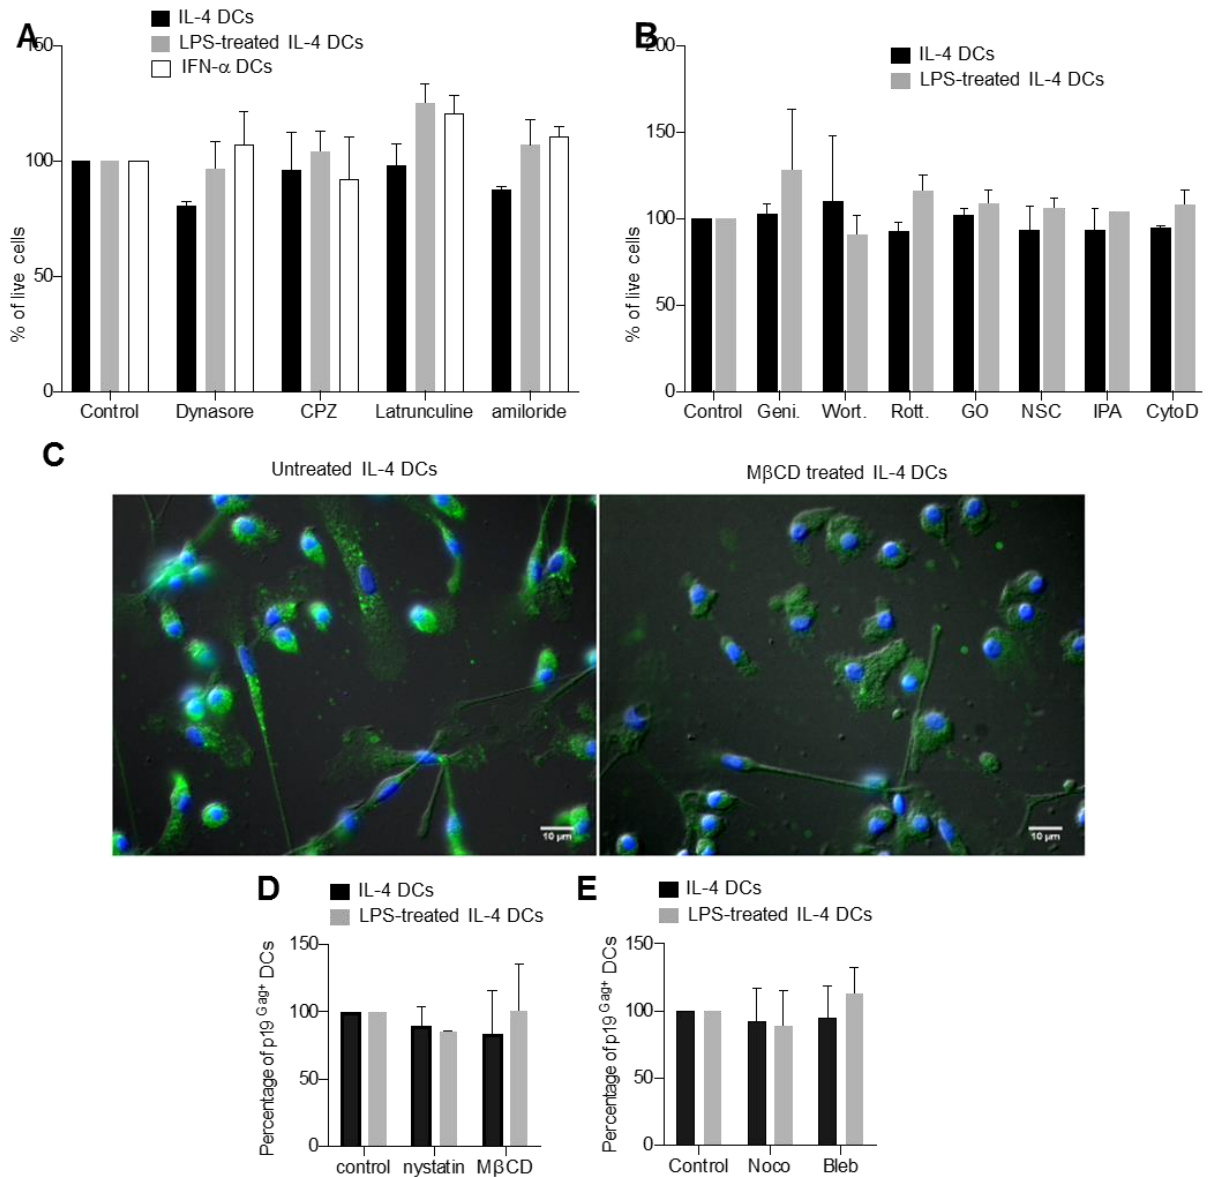 A
IL-4 DCs
LPS-treated IL-4 DCs
IFN-α DCs
150
100
50
0
% of live cells
Control Dynasore CPZ Latrunculine amiloride
B
IL-4 DCs
LPS-treated IL-4 DCs
200
150
100
50
0
% of live cells
Control Geni. Wort. Rott. GO NSC IPA CytoD
C
Untreated IL-4 DCs
MβCD treated IL-4 DCs
10 µm
10 µm
D
IL-4 DCs
LPS-treated IL-4 DCs
150
100
50
0
Percentage of p19 Gag+ DCs
control nystatin MβCD
E
IL-4 DCs
LPS-treated IL-4 DCs
150
100
50
0
Percentage of p19 Gag+ DCs
Control Noco Bleb